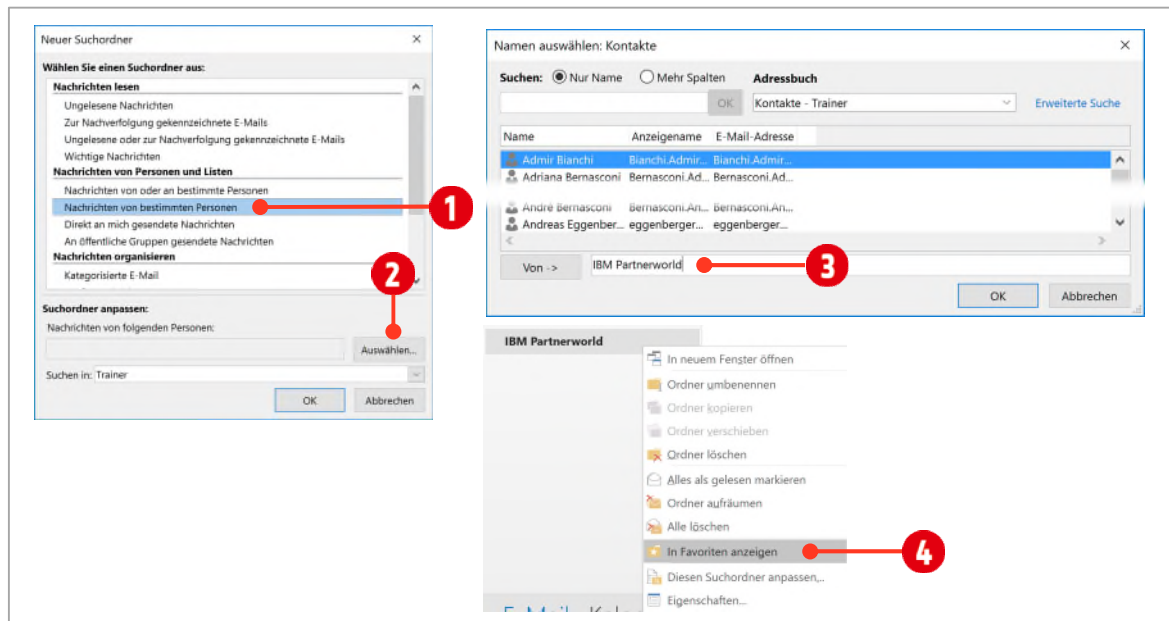 Neuer Suchordner
Wählen Sie einen Suchordner aus:
Nachrichten lesen
Ungelesene Nachrichten
Zur Nachverfolgung gekennzeichnete E-Mails
Ungelesene oder zur Nachverfolgung gekennzeichnete E-Mails
Wichtige Nachrichten
Nachrichten von Personen und Listen
Nachrichten von oder an bestimmte Personen
Nachrichten von bestimmten Personen
Direkt an mich gesendete Nachrichten
An öffentliche Gruppen gesendete Nachrichten
Nachrichten organisieren
Kategorisierte E-Mail
Suchordner anpassen:
Nachrichten von folgenden Personen:
Auswählen...
Suchen in: Trainer
OK Abbrechen
1
2
Namen auswählen: Kontakte
Suchen: Nur Name Mehr Spalten Adressbuch
OK Kontakte - Trainer Erweiterte Suche
Name Anzeigename E-Mail-Adresse
Admir Bianchi Bianchi.Admir... Bianchi.Admir...
Adriana Bernasconi Bernasconi.Ad... Bernasconi.Ad...
André Bernasconi Bernasconi.An... Bernasconi.An...
Andreas Eggenber... eggenberger... eggenberger...
Von -> IBM Partnerworld
3
OK Abbrechen
IBM Partnerworld
In neuem Fenster öffnen
Ordner umbenennen
Ordner kopieren
Ordner verschieben
Ordner löschen
Alles als gelesen markieren
Ordner aufräumen
Alle löschen
In Favoriten anzeigen
4
Diesen Suchordner anpassen...
Eigenschaften...